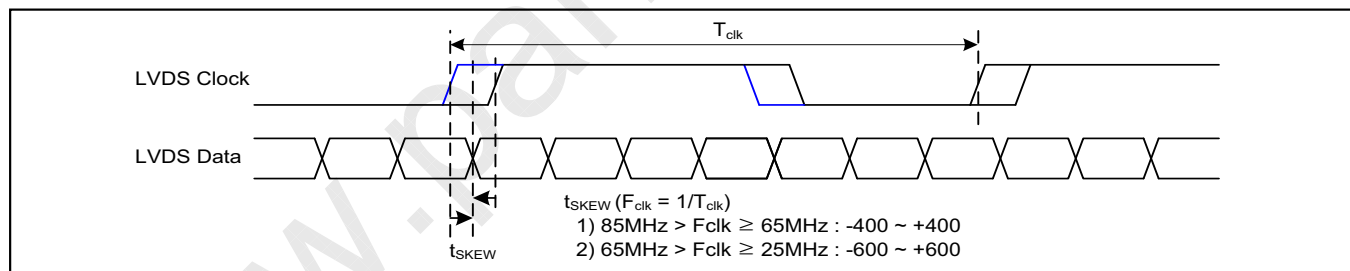 T_clk
LVDS Clock
LVDS Data
t_SKEW (F_clk = 1/T_clk)
1) 85MHz > Fclk ≥ 65MHz : -400 ~ +400
t_SKEW
2) 65MHz > Fclk ≥ 25MHz : -600 ~ +600